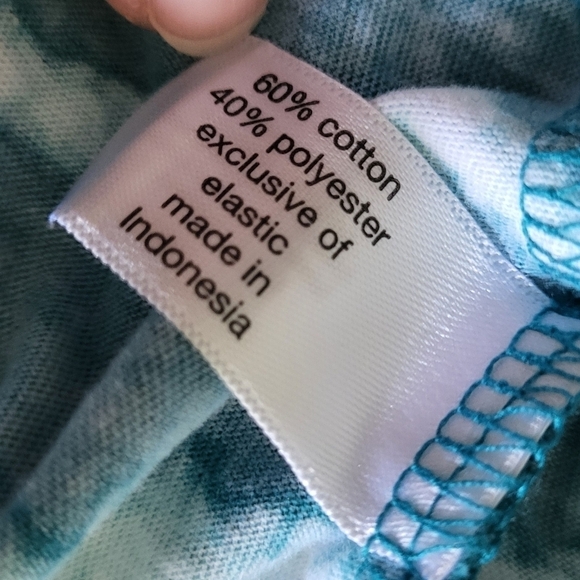 60% cotton
40% polyester
exclusive of
elastic
made in
Indonesia